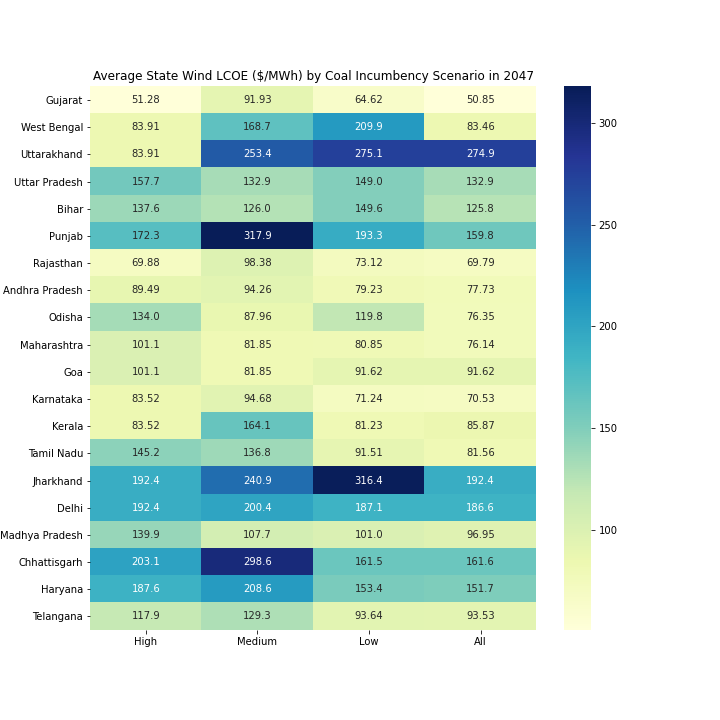 Average State Wind LCOE ($/MWh) by Coal Incumbency Scenario in 2047
Gujarat 51.28 91.93 64.62 50.85
West Bengal 83.91 168.7 209.9 83.46
Uttarakhand 83.91 253.4 275.1 274.9
Uttar Pradesh 157.7 132.9 149.0 132.9
Bihar 137.6 126.0 149.6 125.8
Punjab 172.3 317.9 193.3 159.8
Rajasthan 69.88 98.38 73.12 69.79
Andhra Pradesh 89.49 94.26 79.23 77.73
Odisha 134.0 87.96 119.8 76.35
Maharashtra 101.1 81.85 80.85 76.14
Goa 101.1 81.85 91.62 91.62
Karnataka 83.52 94.68 71.24 70.53
Kerala 83.52 164.1 81.23 85.87
Tamil Nadu 145.2 136.8 91.51 81.56
Jharkhand 192.4 240.9 316.4 192.4
Delhi 192.4 200.4 187.1 186.6
Madhya Pradesh 139.9 107.7 101.0 96.95
Chhattisgarh 203.1 298.6 161.5 161.6
Haryana 187.6 208.6 153.4 151.7
Telangana 117.9 129.3 93.64 93.53
High Medium Low All
300
250
200
150
100